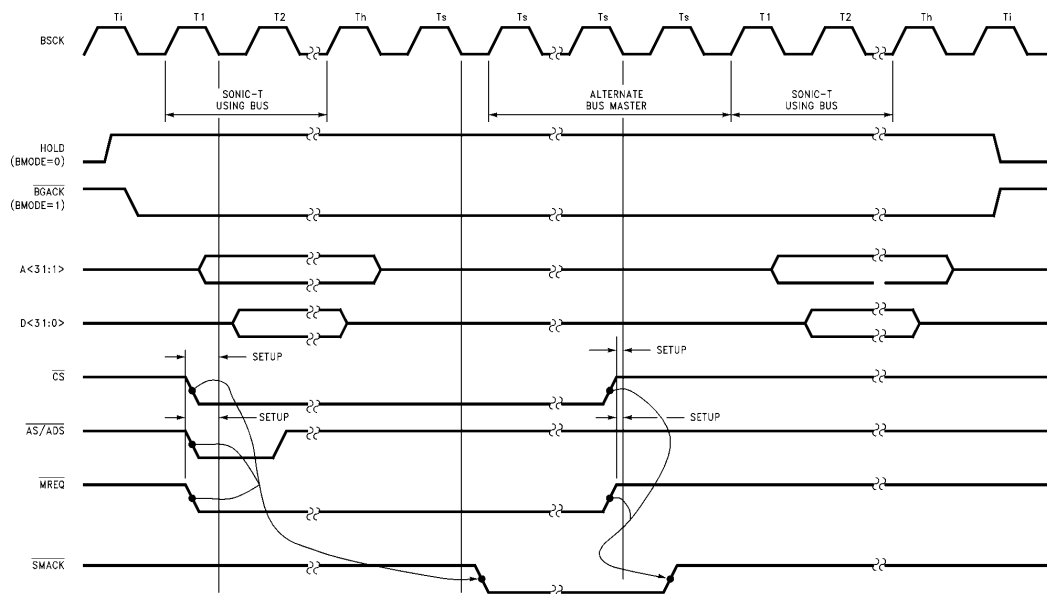 Ti T1 T2 Th Ts Ts Ts Ts T1 T2 Th Ti
BSCK
SONIC-T
USING BUS
ALTERNATE
BUS MASTER
SONIC-T
USING BUS
HOLD
(BMODE=0)
BGACK
(BMODE=1)
A<31:1>
D<31:0>
SETUP
SETUP
CS
SETUP
SETUP
AS/ADS
MREQ
SMACK